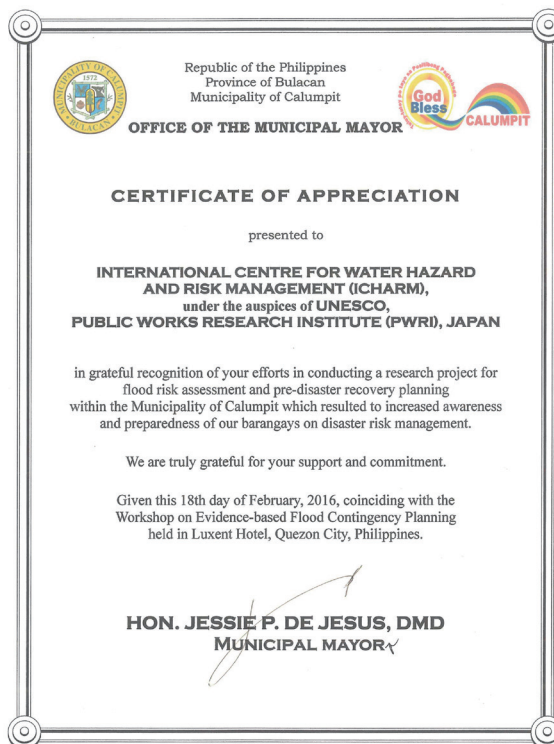 MUNICIPALITY OF CALUMPIT
1572
BULACAN
Republic of the Philippines
Province of Bulacan
Municipality of Calumpit
OFFICE OF THE MUNICIPAL MAYOR
God
Bless
CALUMPIT
CERTIFICATE OF APPRECIATION
presented to
INTERNATIONAL CENTRE FOR WATER HAZARD
AND RISK MANAGEMENT (ICHARM),
under the auspices of UNESCO,
PUBLIC WORKS RESEARCH INSTITUTE (PWRI), JAPAN
in grateful recognition of your efforts in conducting a research project for
flood risk assessment and pre-disaster recovery planning
within the Municipality of Calumpit which resulted to increased awareness
and preparedness of our barangays on disaster risk management.
We are truly grateful for your support and commitment.
Given this 18th day of February, 2016, coinciding with the
Workshop on Evidence-based Flood Contingency Planning
held in Luxent Hotel, Quezon City, Philippines.
HON. JESSIE P. DE JESUS, DMD
MUNICIPAL MAYOR